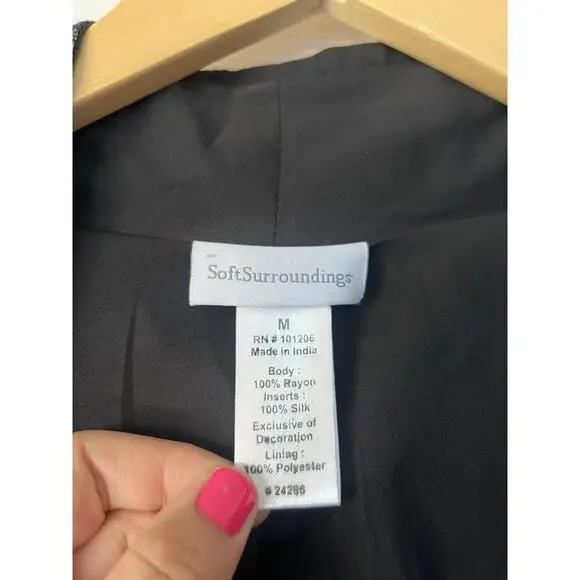 SoftSurroundings
M
RN # 101206
Made in India
Body :
100% Rayon
Inserts :
100% Silk
Exclusive of
Decoration
Lining :
100% Polyester
# 24286